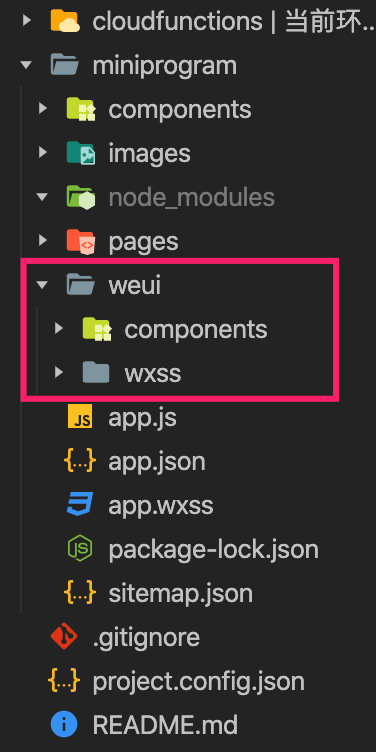 cloudfunctions | 当前环...
miniprogram
components
images
node_modules
pages
weui
components
wxss
JS app.js
{...} app.json
app.wxss
JS package-lock.json
{...} sitemap.json
.gitignore
{...} project.config.json
README.md